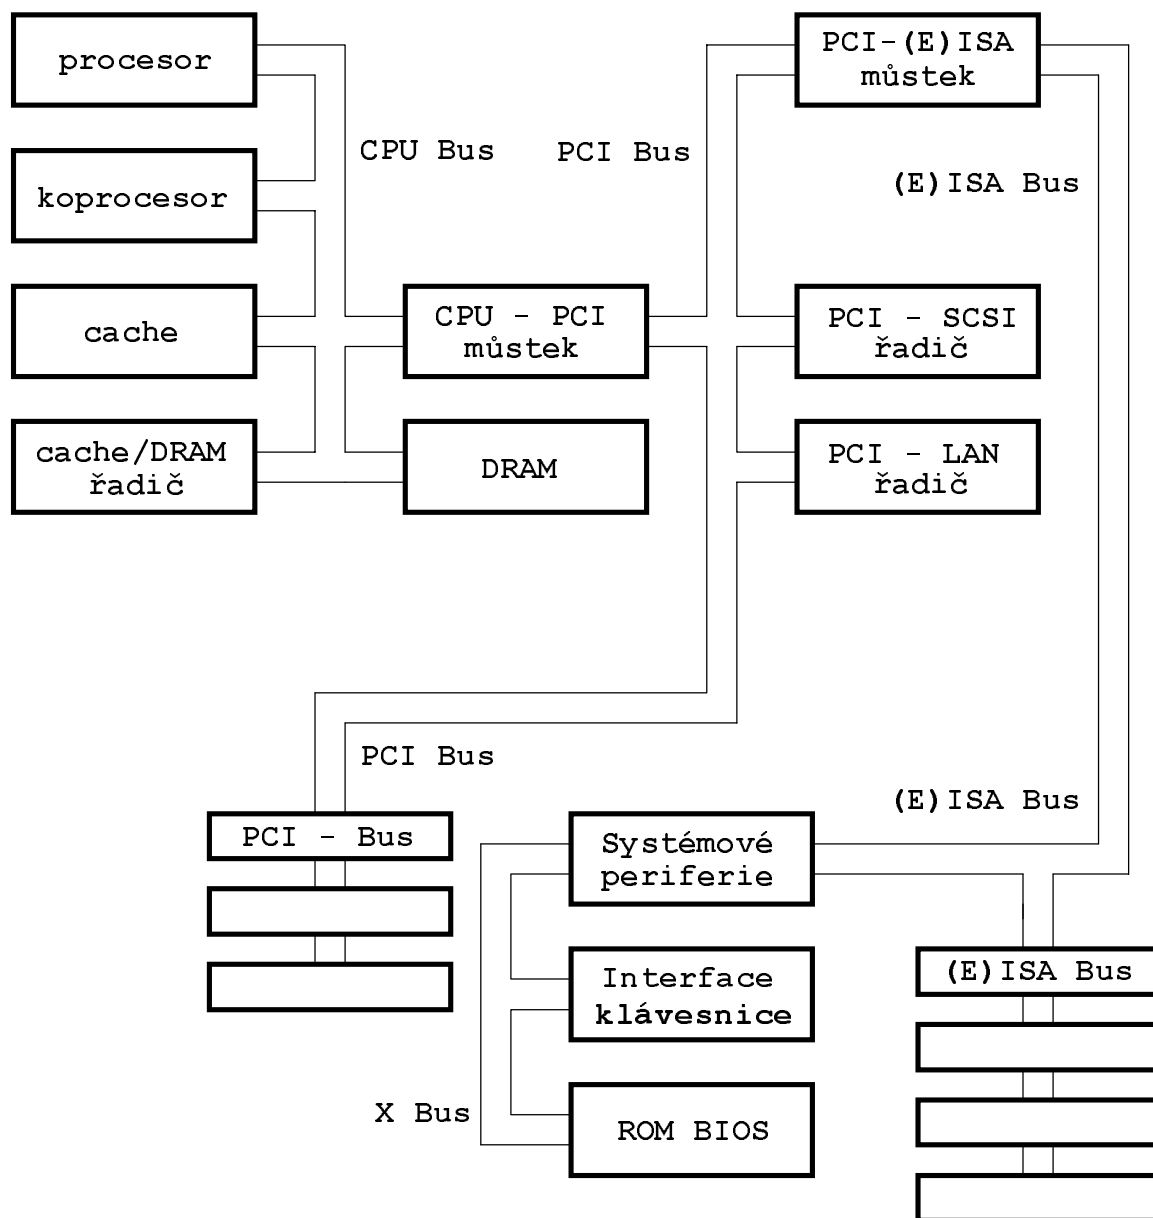 procesor
PCI-(E)ISA
můstek
CPU Bus
PCI Bus
(E)ISA Bus
koprocesor
cache
CPU - PCI
můstek
PCI - SCSI
řadič
cache/DRAM
řadič
DRAM
PCI - LAN
řadič
PCI Bus
(E)ISA Bus
PCI - Bus
Systémové
periferie
Interface
klávesnice
(E)ISA Bus
X Bus
ROM BIOS